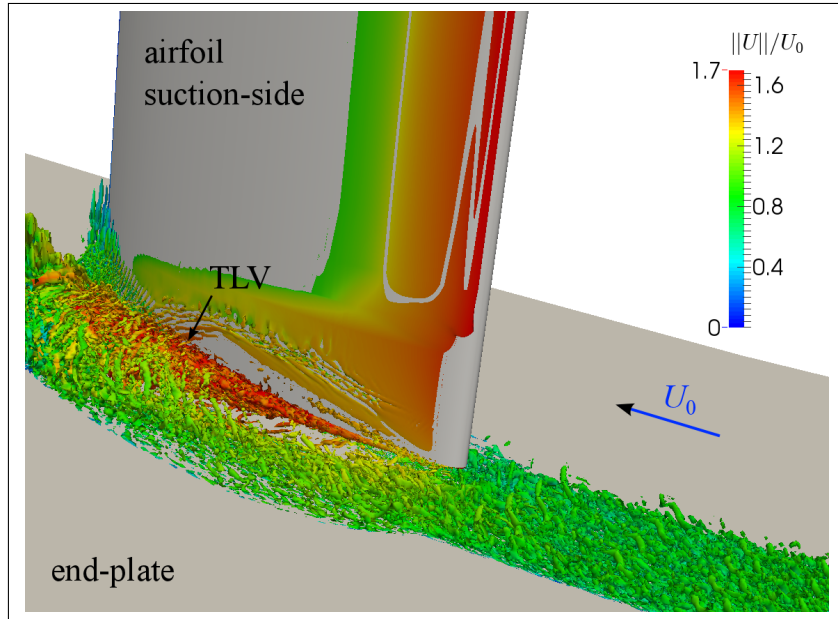 airfoil
suction-side
||U||/U₀
1.7
1.6
1.2
0.8
0.4
0
TLV
U₀
end-plate